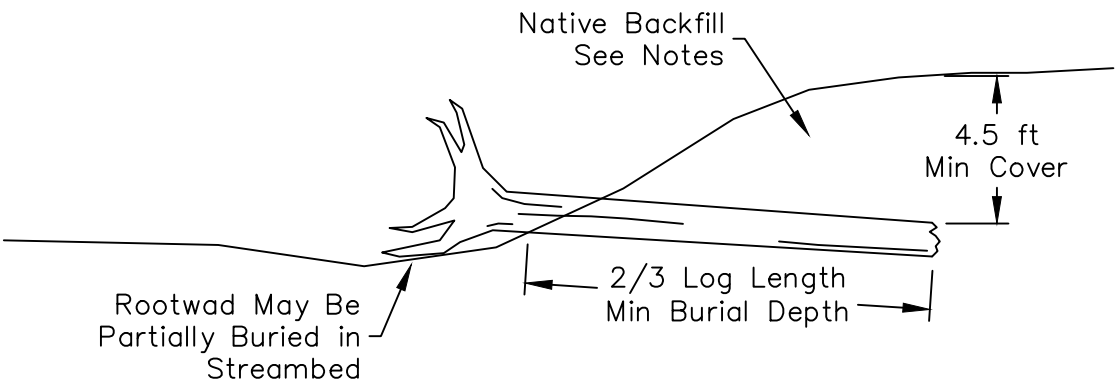 Native Backfill
See Notes
4.5 ft
Min Cover
2/3 Log Length
Min Burial Depth
Rootwad May Be
Partially Buried in
Streambed